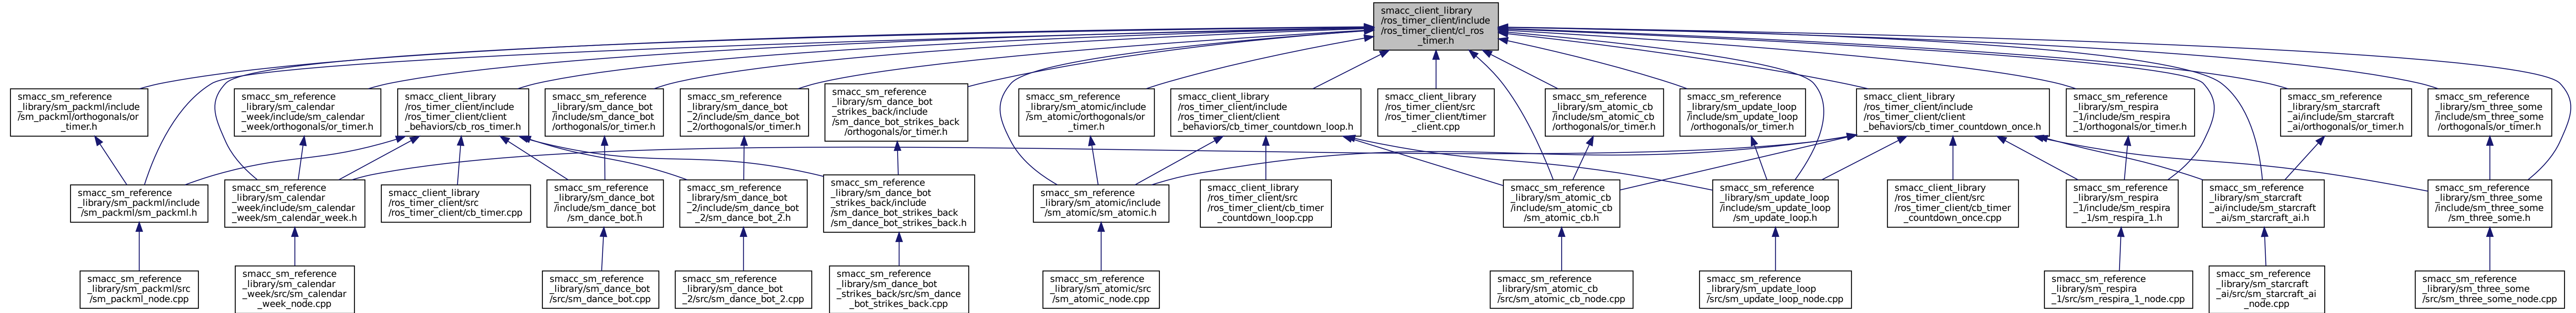 smacc_client_library
/ros_timer_client/include
/ros_timer_client/cl_ros
_timer.h
smacc_sm_reference
_library/sm_packml/include
/sm_packml/orthogonals/or
_timer.h
smacc_sm_reference
_library/sm_calendar
_week/include/sm_calendar
_week/orthogonals/or_timer.h
smacc_client_library
/ros_timer_client/include
/ros_timer_client/client
_behaviors/cb_ros_timer.h
smacc_sm_reference
_library/sm_dance_bot
/include/sm_dance_bot
/orthogonals/or_timer.h
smacc_sm_reference
_library/sm_dance_bot
_2/include/sm_dance_bot
_2/orthogonals/or_timer.h
smacc_sm_reference
_library/sm_dance_bot
_strikes_back/include
/sm_dance_bot_strikes_back
/orthogonals/or_timer.h
smacc_sm_reference
_library/sm_atomic/include
/sm_atomic/orthogonals/or
_timer.h
smacc_client_library
/ros_timer_client/include
/ros_timer_client/client
_behaviors/cb_timer_countdown_loop.h
smacc_client_library
/ros_timer_client/src
/ros_timer_client/timer
_client.cpp
smacc_sm_reference
_library/sm_atomic_cb
/include/sm_atomic_cb
/orthogonals/or_timer.h
smacc_sm_reference
_library/sm_update_loop
/include/sm_update_loop
/orthogonals/or_timer.h
smacc_client_library
/ros_timer_client/include
/ros_timer_client/client
_behaviors/cb_timer_countdown_once.h
smacc_sm_reference
_library/sm_respira
_1/include/sm_respira
_1/orthogonals/or_timer.h
smacc_sm_reference
_library/sm_starcraft
_ai/include/sm_starcraft
_ai/orthogonals/or_timer.h
smacc_sm_reference
_library/sm_three_some
/include/sm_three_some
/orthogonals/or_timer.h
smacc_sm_reference
_library/sm_packml/include
/sm_packml/sm_packml.h
smacc_sm_reference
_library/sm_calendar
_week/include/sm_calendar
_week/sm_calendar_week.h
smacc_client_library
/ros_timer_client/src
/ros_timer_client/cb_timer.cpp
smacc_sm_reference
_library/sm_dance_bot
/include/sm_dance_bot
/sm_dance_bot.h
smacc_sm_reference
_library/sm_dance_bot
_2/include/sm_dance_bot
_2/sm_dance_bot_2.h
smacc_sm_reference
_library/sm_dance_bot
_strikes_back/include
/sm_dance_bot_strikes_back
/sm_dance_bot_strikes_back.h
smacc_sm_reference
_library/sm_atomic/include
/sm_atomic/sm_atomic.h
smacc_client_library
/ros_timer_client/src
/ros_timer_client/cb_timer
_countdown_loop.cpp
smacc_sm_reference
_library/sm_atomic_cb
/include/sm_atomic_cb
/sm_atomic_cb.h
smacc_sm_reference
_library/sm_update_loop
/include/sm_update_loop
/sm_update_loop.h
smacc_client_library
/ros_timer_client/src
/ros_timer_client/cb_timer
_countdown_once.cpp
smacc_sm_reference
_library/sm_respira
_1/include/sm_respira
_1/sm_respira_1.h
smacc_sm_reference
_library/sm_starcraft
_ai/include/sm_starcraft
_ai/sm_starcraft_ai.h
smacc_sm_reference
_library/sm_three_some
/include/sm_three_some
/sm_three_some.h
smacc_sm_reference
_library/sm_packml/src
/sm_packml_node.cpp
smacc_sm_reference
_library/sm_calendar
_week/src/sm_calendar
_week_node.cpp
smacc_sm_reference
_library/sm_dance_bot
/src/sm_dance_bot.cpp
smacc_sm_reference
_library/sm_dance_bot
_2/src/sm_dance_bot_2.cpp
smacc_sm_reference
_library/sm_dance_bot
_strikes_back/src/sm_dance
_bot_strikes_back.cpp
smacc_sm_reference
_library/sm_atomic/src
/sm_atomic_node.cpp
smacc_sm_reference
_library/sm_atomic_cb
/src/sm_atomic_cb_node.cpp
smacc_sm_reference
_library/sm_update_loop
/src/sm_update_loop_node.cpp
smacc_sm_reference
_library/sm_respira
_1/src/sm_respira_1_node.cpp
smacc_sm_reference
_library/sm_starcraft
_ai/src/sm_starcraft_ai
_node.cpp
smacc_sm_reference
_library/sm_three_some
/src/sm_three_some_node.cpp